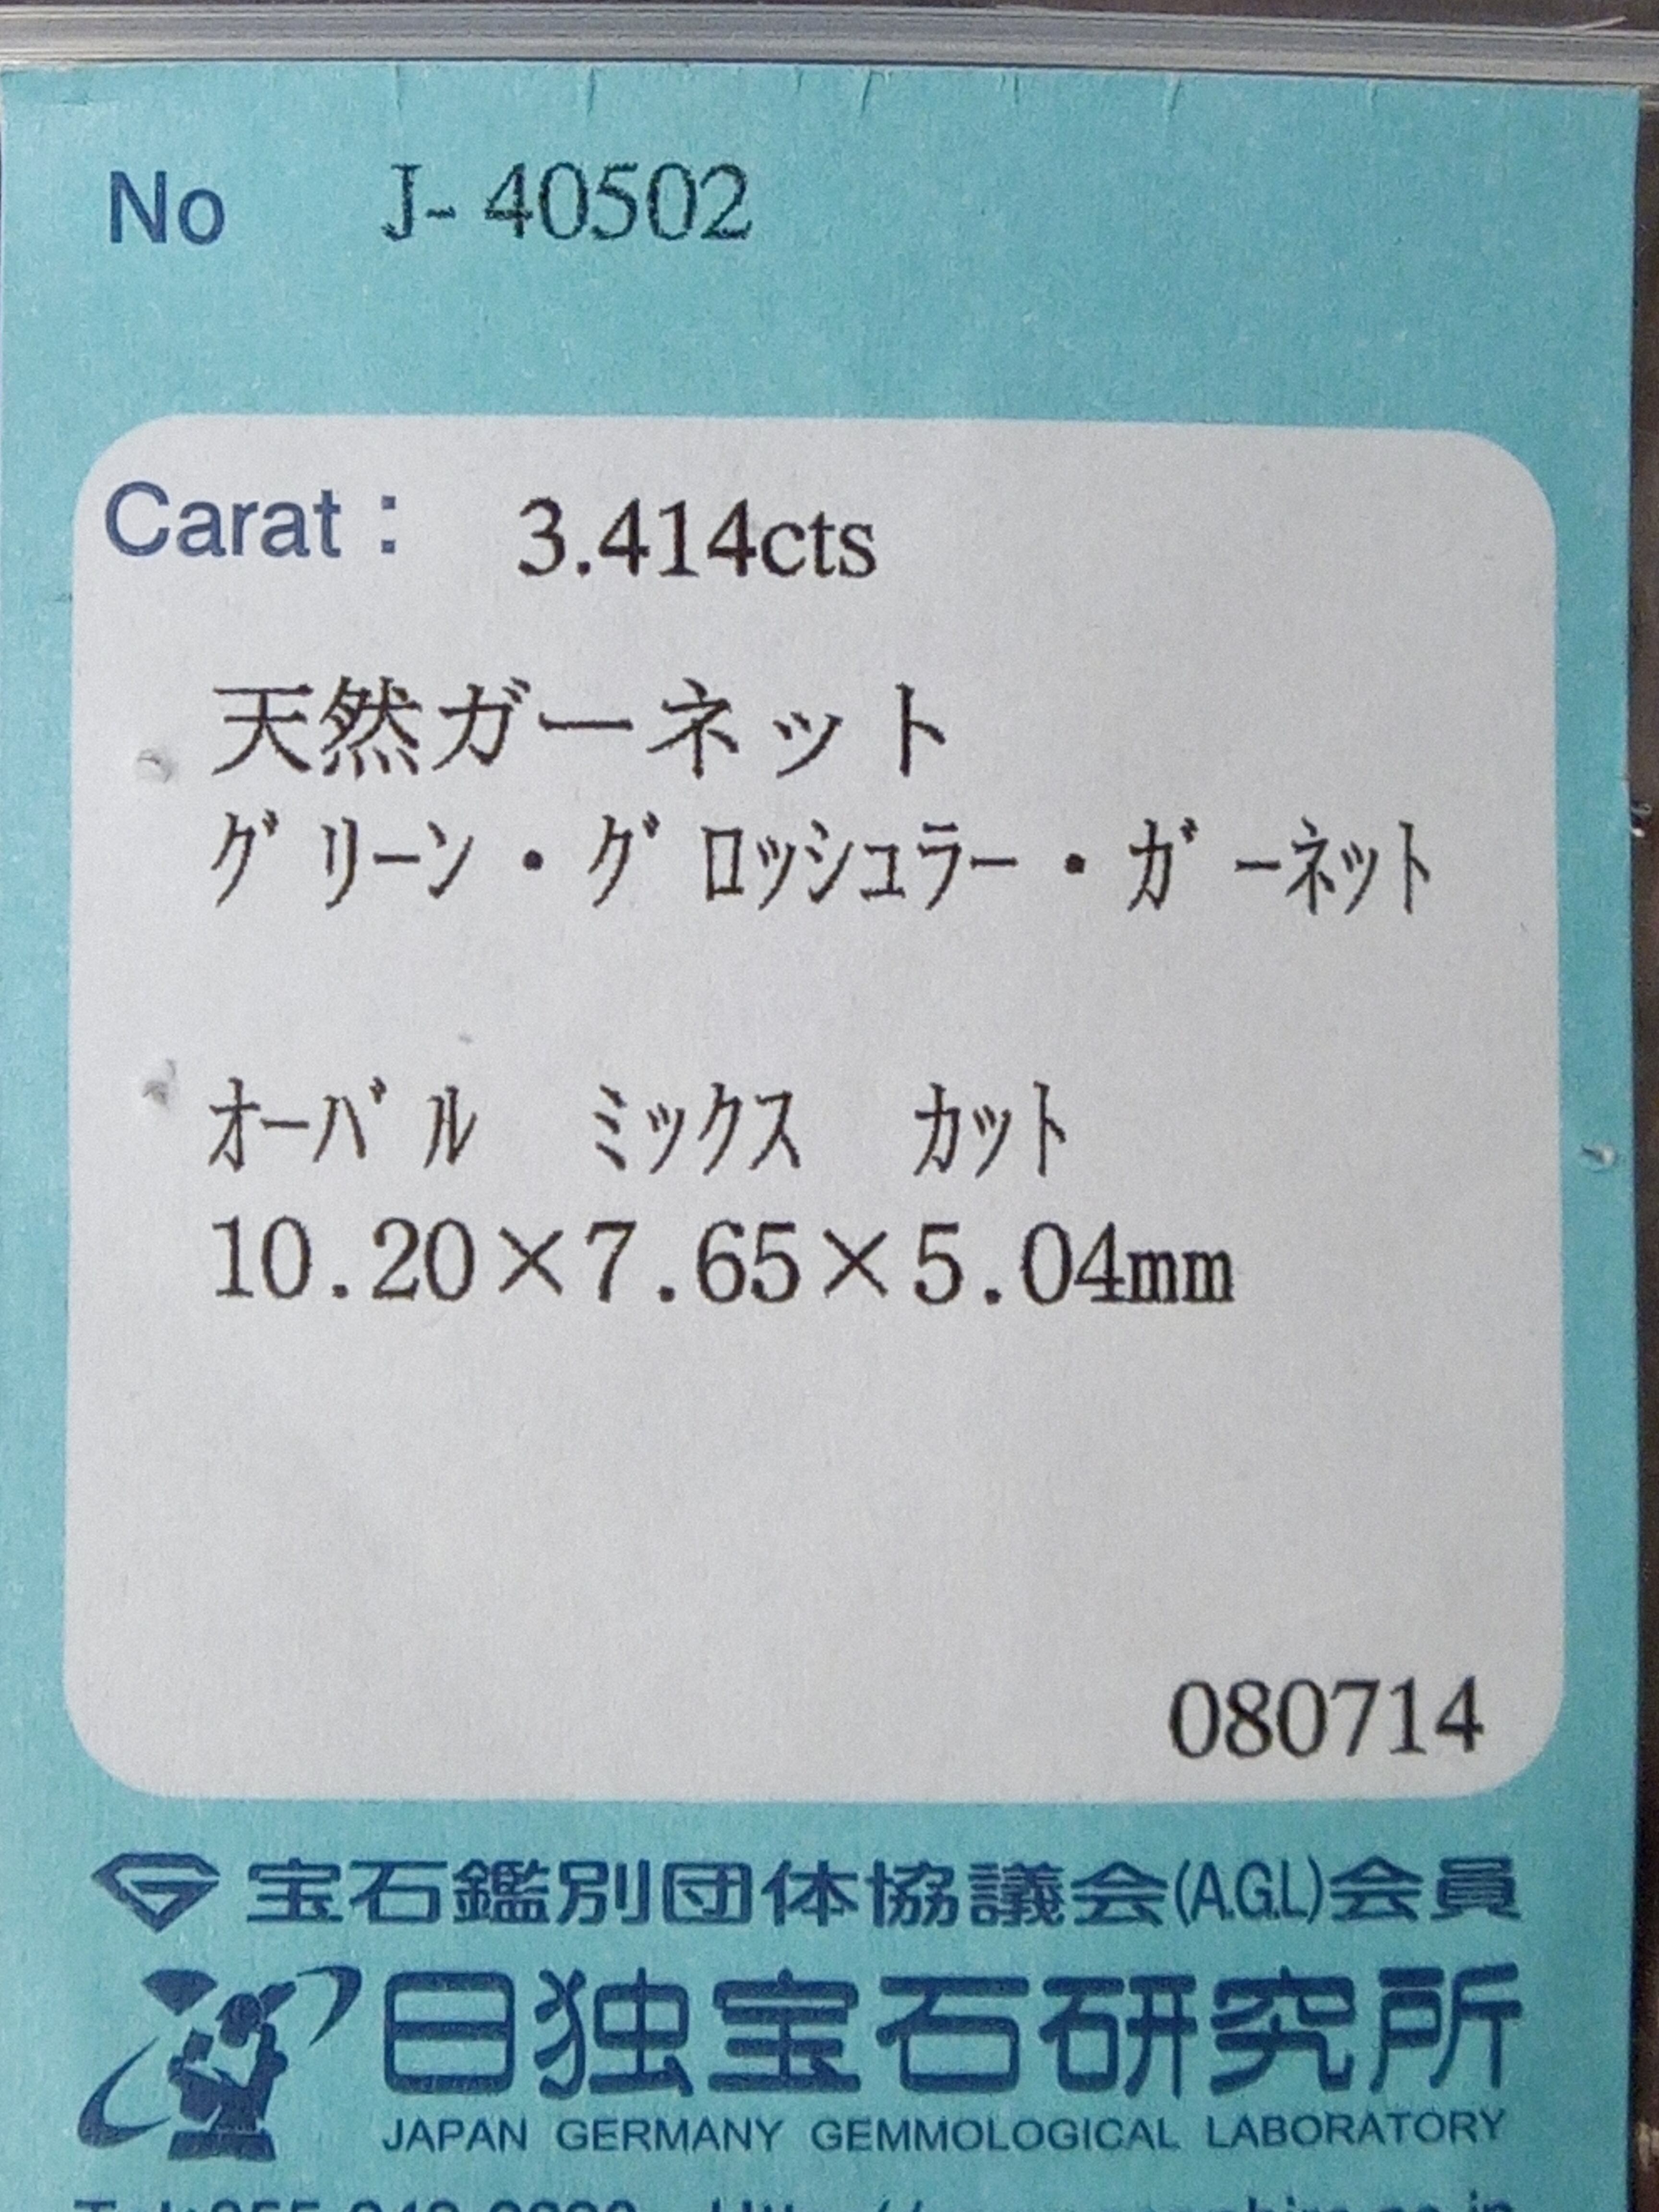 No J-40502
Carat： 3.414cts
天然ガーネット
ｸﾞﾘｰﾝ・ｸﾞﾛｯｼｭﾗｰ・ｶﾞｰﾈｯﾄ
ｵｰﾊﾞﾙ ﾐｯｸｽ ｶｯﾄ
10.20×7.65×5.04mm
080714
宝石鑑別団体協議会(A.G.L)会員
日独宝石研究所
JAPAN GERMANY GEMMOLOGICAL LABORATORY